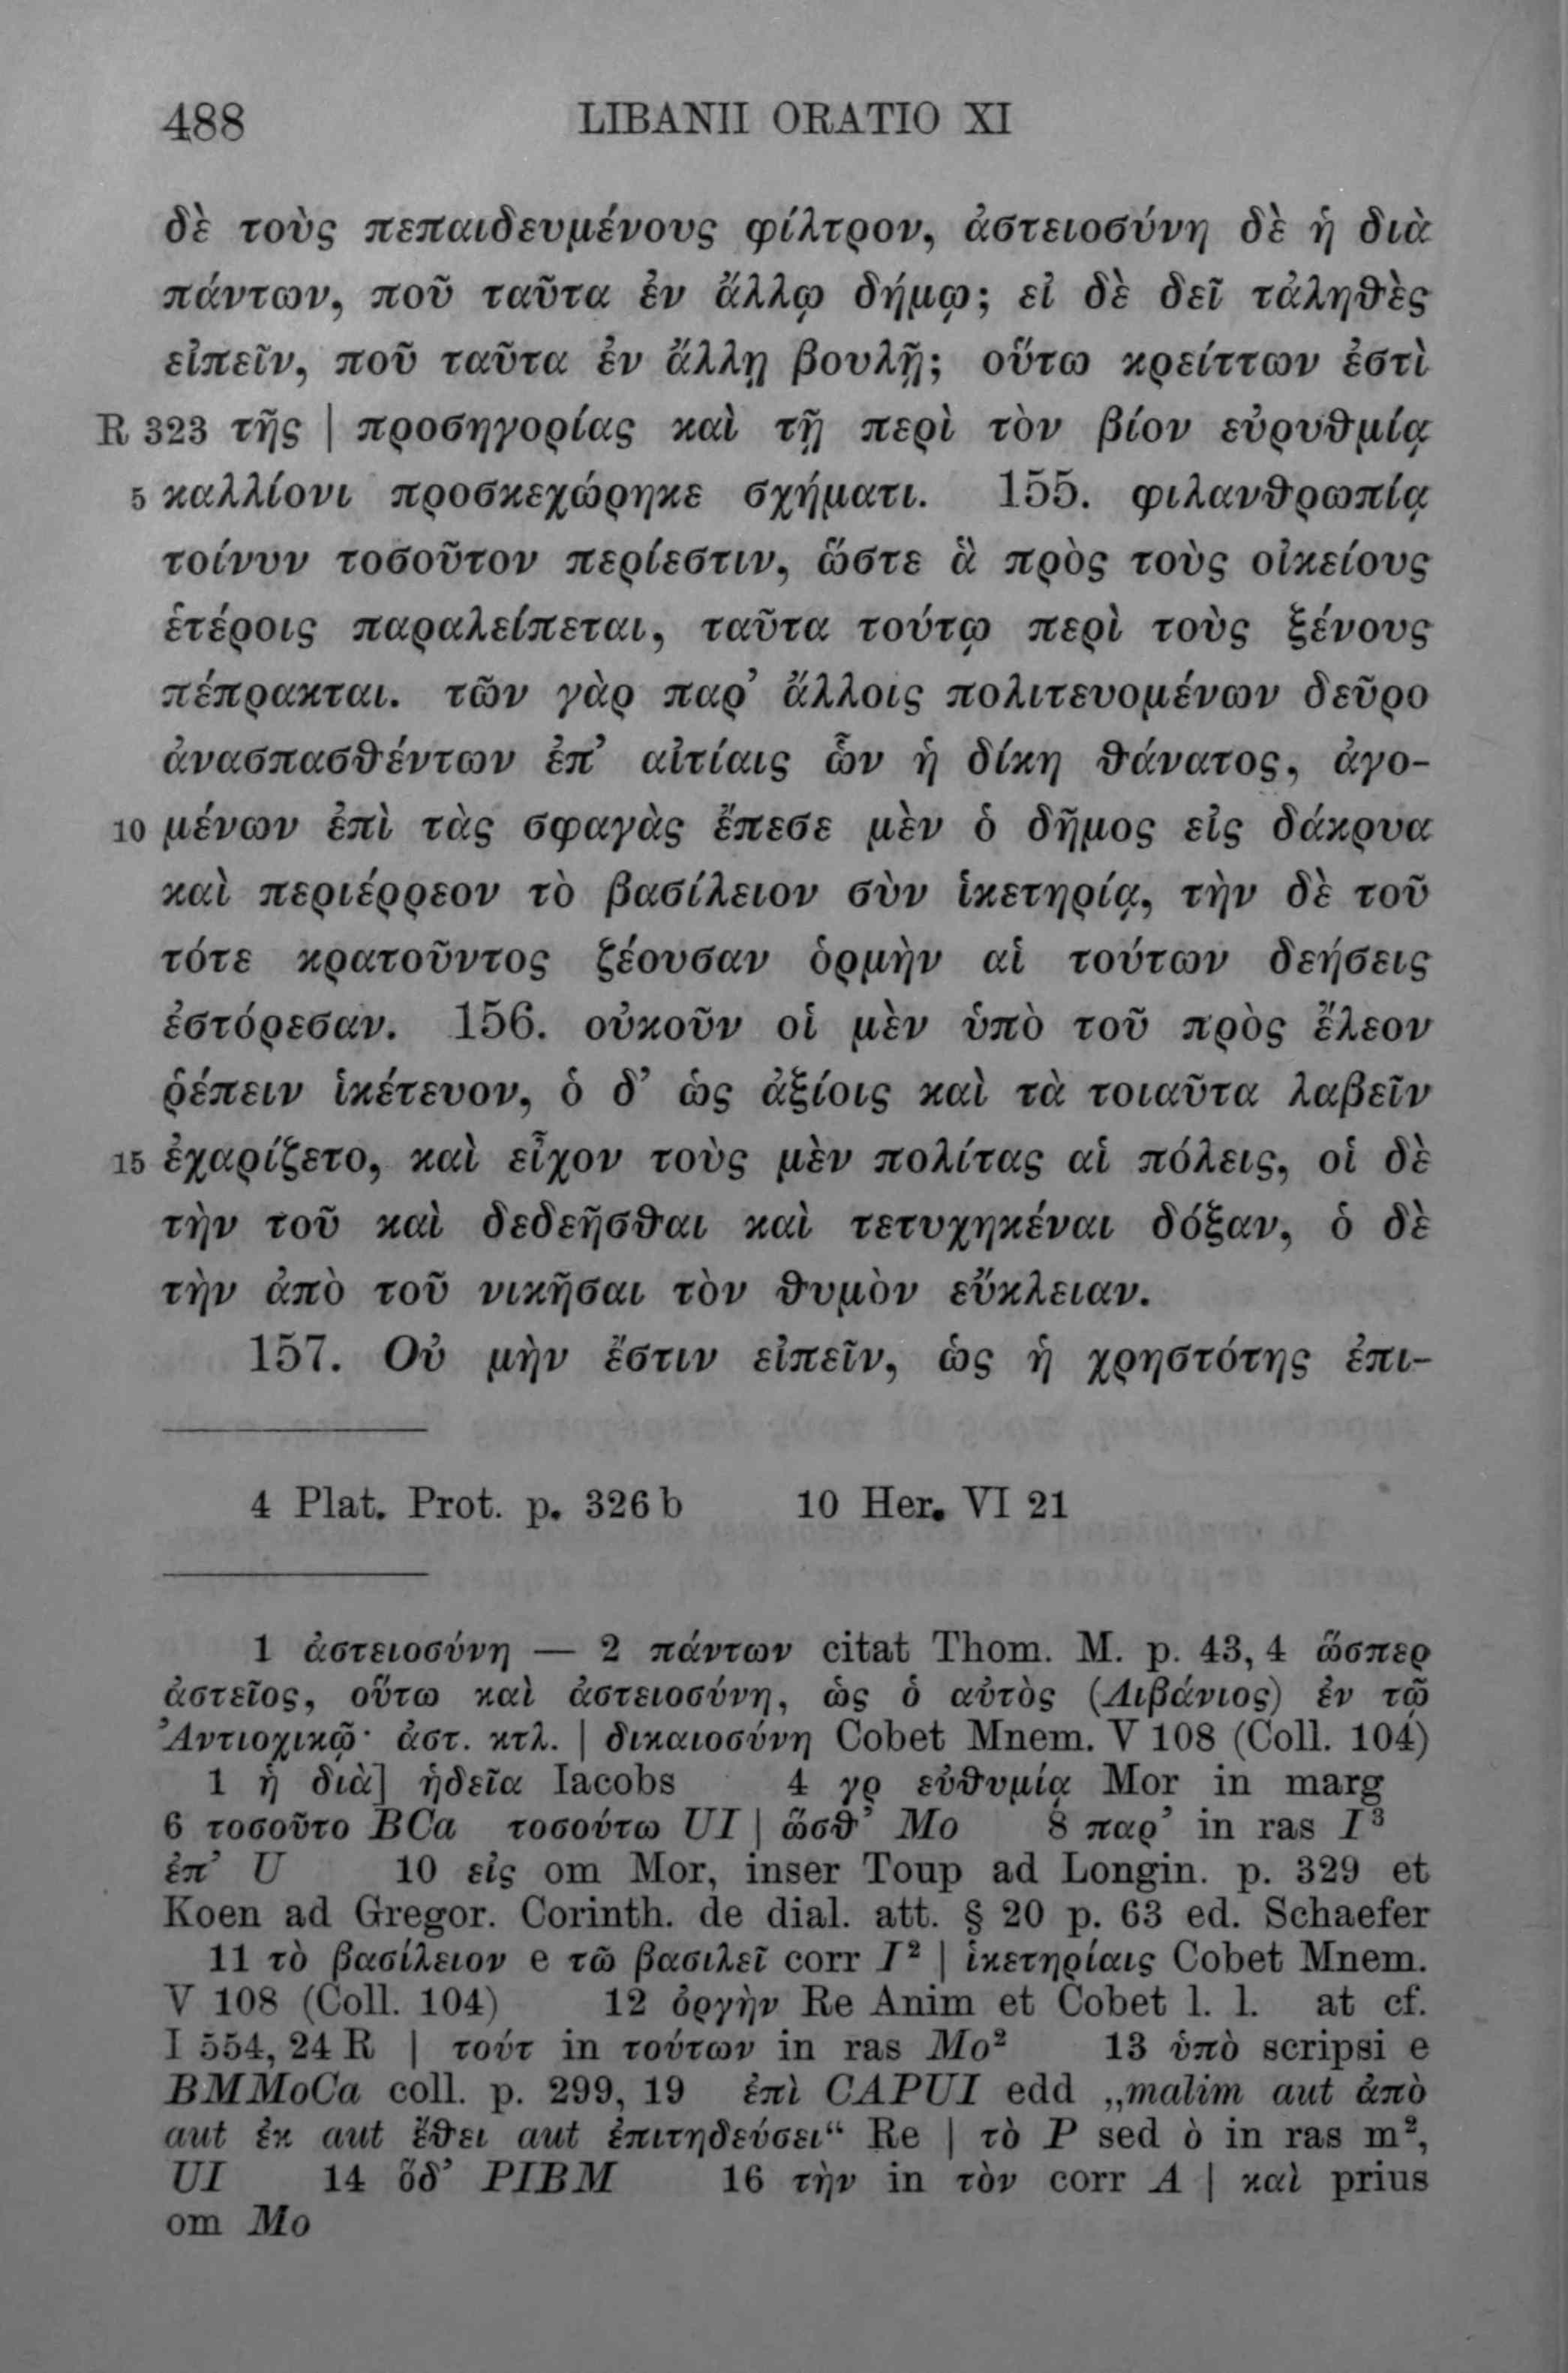 488 LIBANII ORATIO XI
δὲ τοὺς πεπαιδευμένους φίλτρον, ἀστειοσύνη δὲ ἡ διὰ
πάντων, ποῦ ταῦτα ἐν ἄλλῳ δήμῳ; εἰ δὲ δεῖ τἀληθὲς
εἰπεῖν, ποῦ ταῦτα ἐν ἄλλῃ βουλῇ; οὕτω κρείττων ἐστὶ
R 323 τῆς | προσηγορίας καὶ τῇ περὶ τὸν βίον εὐρυθμίᾳ
5 καλλίονι προσκεχώρηκε σχήματι. 155. φιλανθρωπίᾳ
τοίνυν τοσοῦτον περίεστιν, ὥστε ἃ πρὸς τοὺς οἰκείους
ἑτέροις παραλείπεται, ταῦτα τούτῳ περὶ τοὺς ξένους
πέπρακται. τῶν γὰρ παρ’ ἄλλοις πολιτευομένων δεῦρο
ἀνασπασθέντων ἐπ’ αἰτίαις ὧν ἡ δίκη θάνατος, ἀγο-
10 μένων ἐπὶ τὰς σφαγὰς ἔπεσε μὲν ὁ δῆμος εἰς δάκρυα
καὶ περιέρρεον τὸ βασίλειον σὺν ἱκετηρίᾳ, τὴν δὲ τοῦ
τότε κρατοῦντος ζέουσαν ὁρμὴν αἱ τούτων δεήσεις
ἐστόρεσαν. 156. οὐκοῦν οἱ μὲν ὑπὸ τοῦ πρὸς ἔλεον
ῥέπειν ἱκέτευον, ὁ δ’ ὡς ἀξίοις καὶ τὰ τοιαῦτα λαβεῖν
15 ἐχαρίζετο, καὶ εἶχον τοὺς μὲν πολίτας αἱ πόλεις, οἱ δὲ
τὴν τοῦ καὶ δεδεῆσθαι καὶ τετυχηκέναι δόξαν, ὁ δὲ
τὴν ἀπὸ τοῦ νικῆσαι τὸν θυμὸν εὔκλειαν.
157. Οὐ μὴν ἔστιν εἰπεῖν, ὡς ἡ χρηστότης ἐπι-
4 Plat. Prot. p. 326 b 10 Her. VI 21
1 ἀστειοσύνη — 2 πάντων citat Thom. M. p. 43, 4 ὥσπερ
ἀστεῖος, οὕτω καὶ ἀστειοσύνη, ὡς ὁ αὐτὸς (Λιβάνιος) ἐν τῷ
Ἀντιοχικῷ· ἀστ. κτλ. | δικαιοσύνη Cobet Mnem. V 108 (Coll. 104)
1 ἡ διὰ] ἡδεῖα Iacobs 4 γρ εὐθυμίᾳ Mor in marg
6 τοσοῦτο BCa τοσούτω UI | ὥσθ’ Mo 8 παρ’ in ras I³
ἐπ’ U 10 εἰς om Mor, inser Toup ad Longin. p. 329 et
Koen ad Gregor. Corinth. de dial. att. § 20 p. 63 ed. Schaefer
11 τὸ βασίλειον e τῶ βασιλεῖ corr I² | ἱκετηρίαις Cobet Mnem.
V 108 (Coll. 104) 12 ὀργὴν Re Anim et Cobet l. l. at cf.
I 554, 24 R | τούτ in τούτων in ras Mo² 13 ὑπὸ scripsi e
BMMoCa coll. p. 299, 19 ἐπὶ CAPUI edd „malim aut ἀπὸ
aut ἐκ aut ἔθει aut ἐπιτηδεύσει“ Re | τὸ P sed ὸ in ras m²,
UI 14 ὅδ’ PIBM 16 τὴν in τὸν corr A | καὶ prius
om Mo